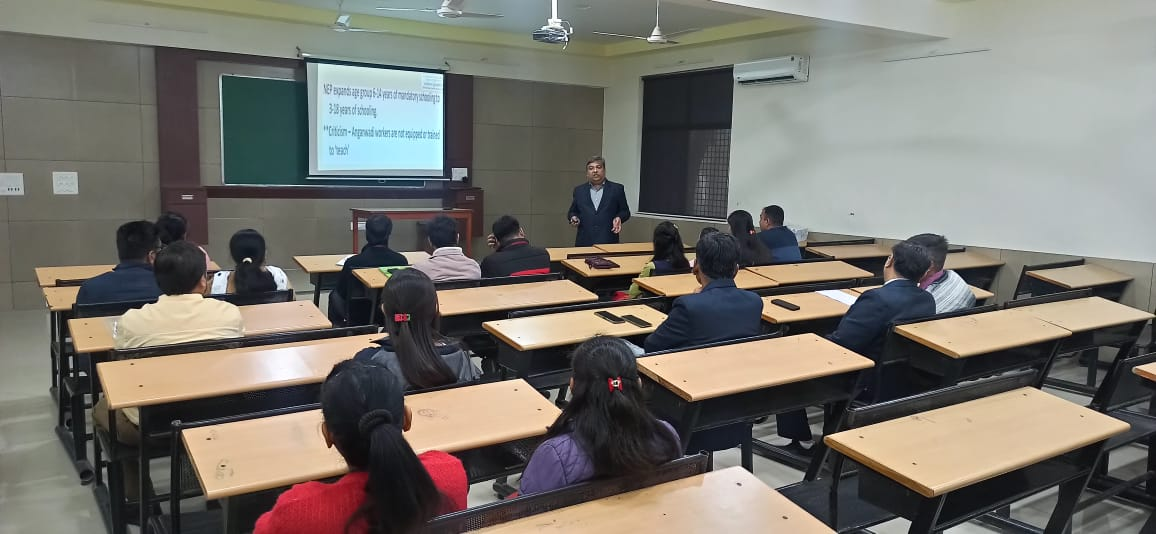 NEP expands age group 6-14 years of mandatory schooling to
3-18 years of schooling.
**Criticism – Anganwadi workers are not equipped or trained
to 'teach'